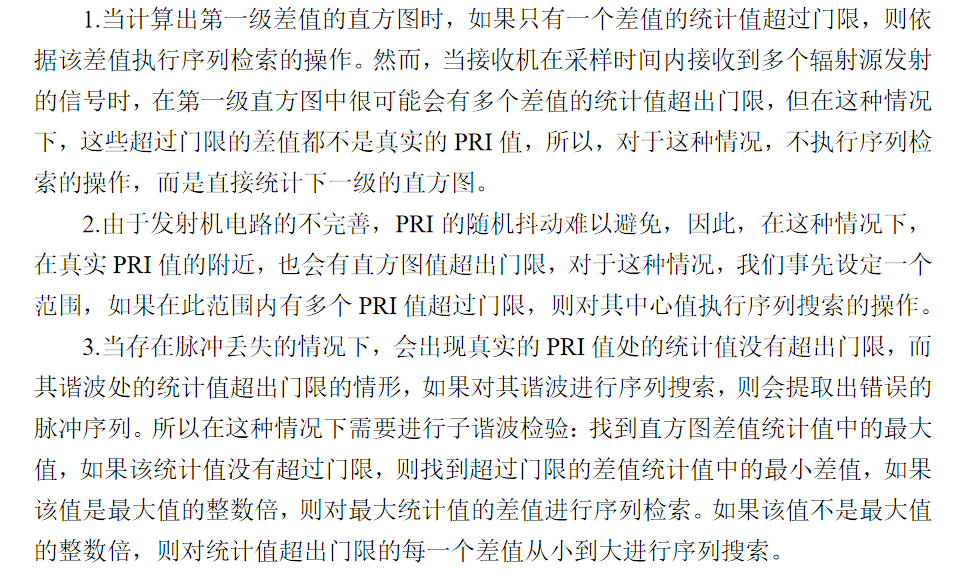 1.当计算出第一级差值的直方图时，如果只有一个差值的统计值超过门限，则依
据该差值执行序列检索的操作。然而，当接收机在采样时间内接收到多个辐射源发射
的信号时，在第一级直方图中很可能会有多个差值的统计值超出门限，但在这种情况
下，这些超过门限的差值都不是真实的 PRI 值，所以，对于这种情况，不执行序列检
索的操作，而是直接统计下一级的直方图。
2.由于发射机电路的不完善，PRI 的随机抖动难以避免，因此，在这种情况下，
在真实 PRI 值的附近，也会有直方图值超出门限，对于这种情况，我们事先设定一个
范围，如果在此范围内有多个 PRI 值超过门限，则对其中心值执行序列搜索的操作。
3.当存在脉冲丢失的情况下，会出现真实的 PRI 值处的统计值没有超出门限，而
其谐波处的统计值超出门限的情形，如果对其谐波进行序列搜索，则会提取出错误的
脉冲序列。所以在这种情况下需要进行子谐波检验：找到直方图差值统计值中的最大
值，如果该统计值没有超过门限，则找到超过门限的差值统计值中的最小差值，如果
该值是最大值的整数倍，则对最大统计值的差值进行序列检索。如果该值不是最大值
的整数倍，则对统计值超出门限的每一个差值从小到大进行序列搜索。